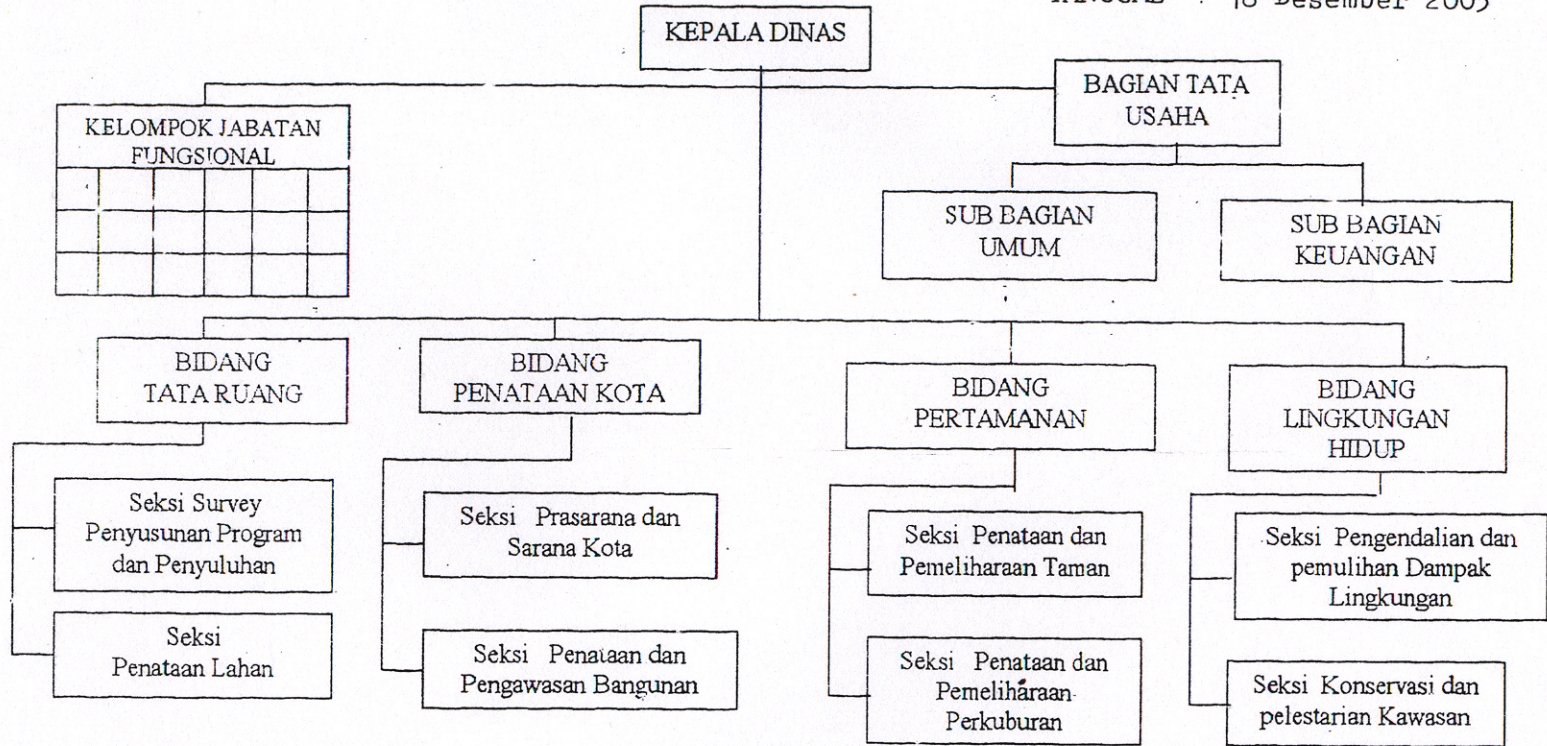 : 18 Desember 2003
KEPALA DINAS
BAGIAN TATA
USAHA
KELOMPOK JABATAN
FUNGSIONAL
SUB BAGIAN
UMUM
SUB BAGIAN
KEUANGAN
BIDANG
TATA RUANG
BIDANG
PENATAAN KOTA
BIDANG
PERTAMANAN
BIDANG
LINGKUNGAN
HIDUP
Seksi Survey
Penyusunan Program
dan Penyuluhan
Seksi
Penataan Lahan
Seksi Prasarana dan
Sarana Kota
Seksi Penataan dan
Pengawasan Bangunan
Seksi Penataan dan
Pemeliharaan Taman
Seksi Penataan dan
Pemeliharaan
Perkuburan
Seksi Pengendalian dan
pemulihan Dampak
Lingkungan
Seksi Konservasi dan
pelestarian Kawasan